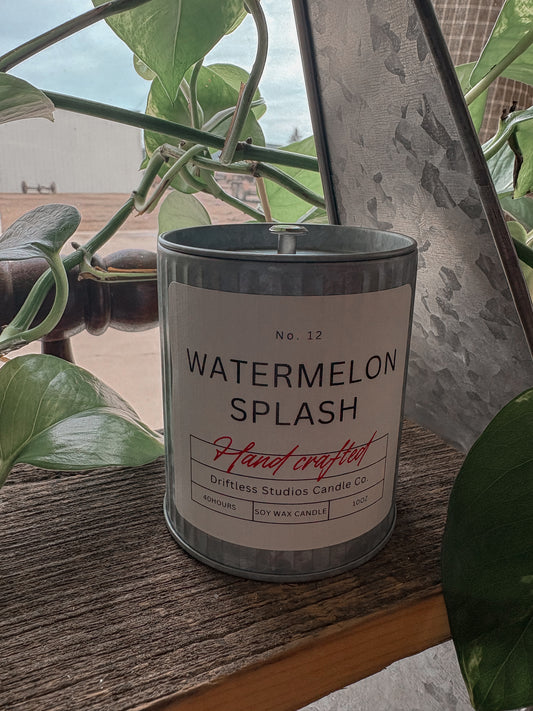 No. 12
WATERMELON
SPLASH
Hand crafted
Driftless Studios Candle Co.
40HOURS SOY WAX CANDLE 10OZ